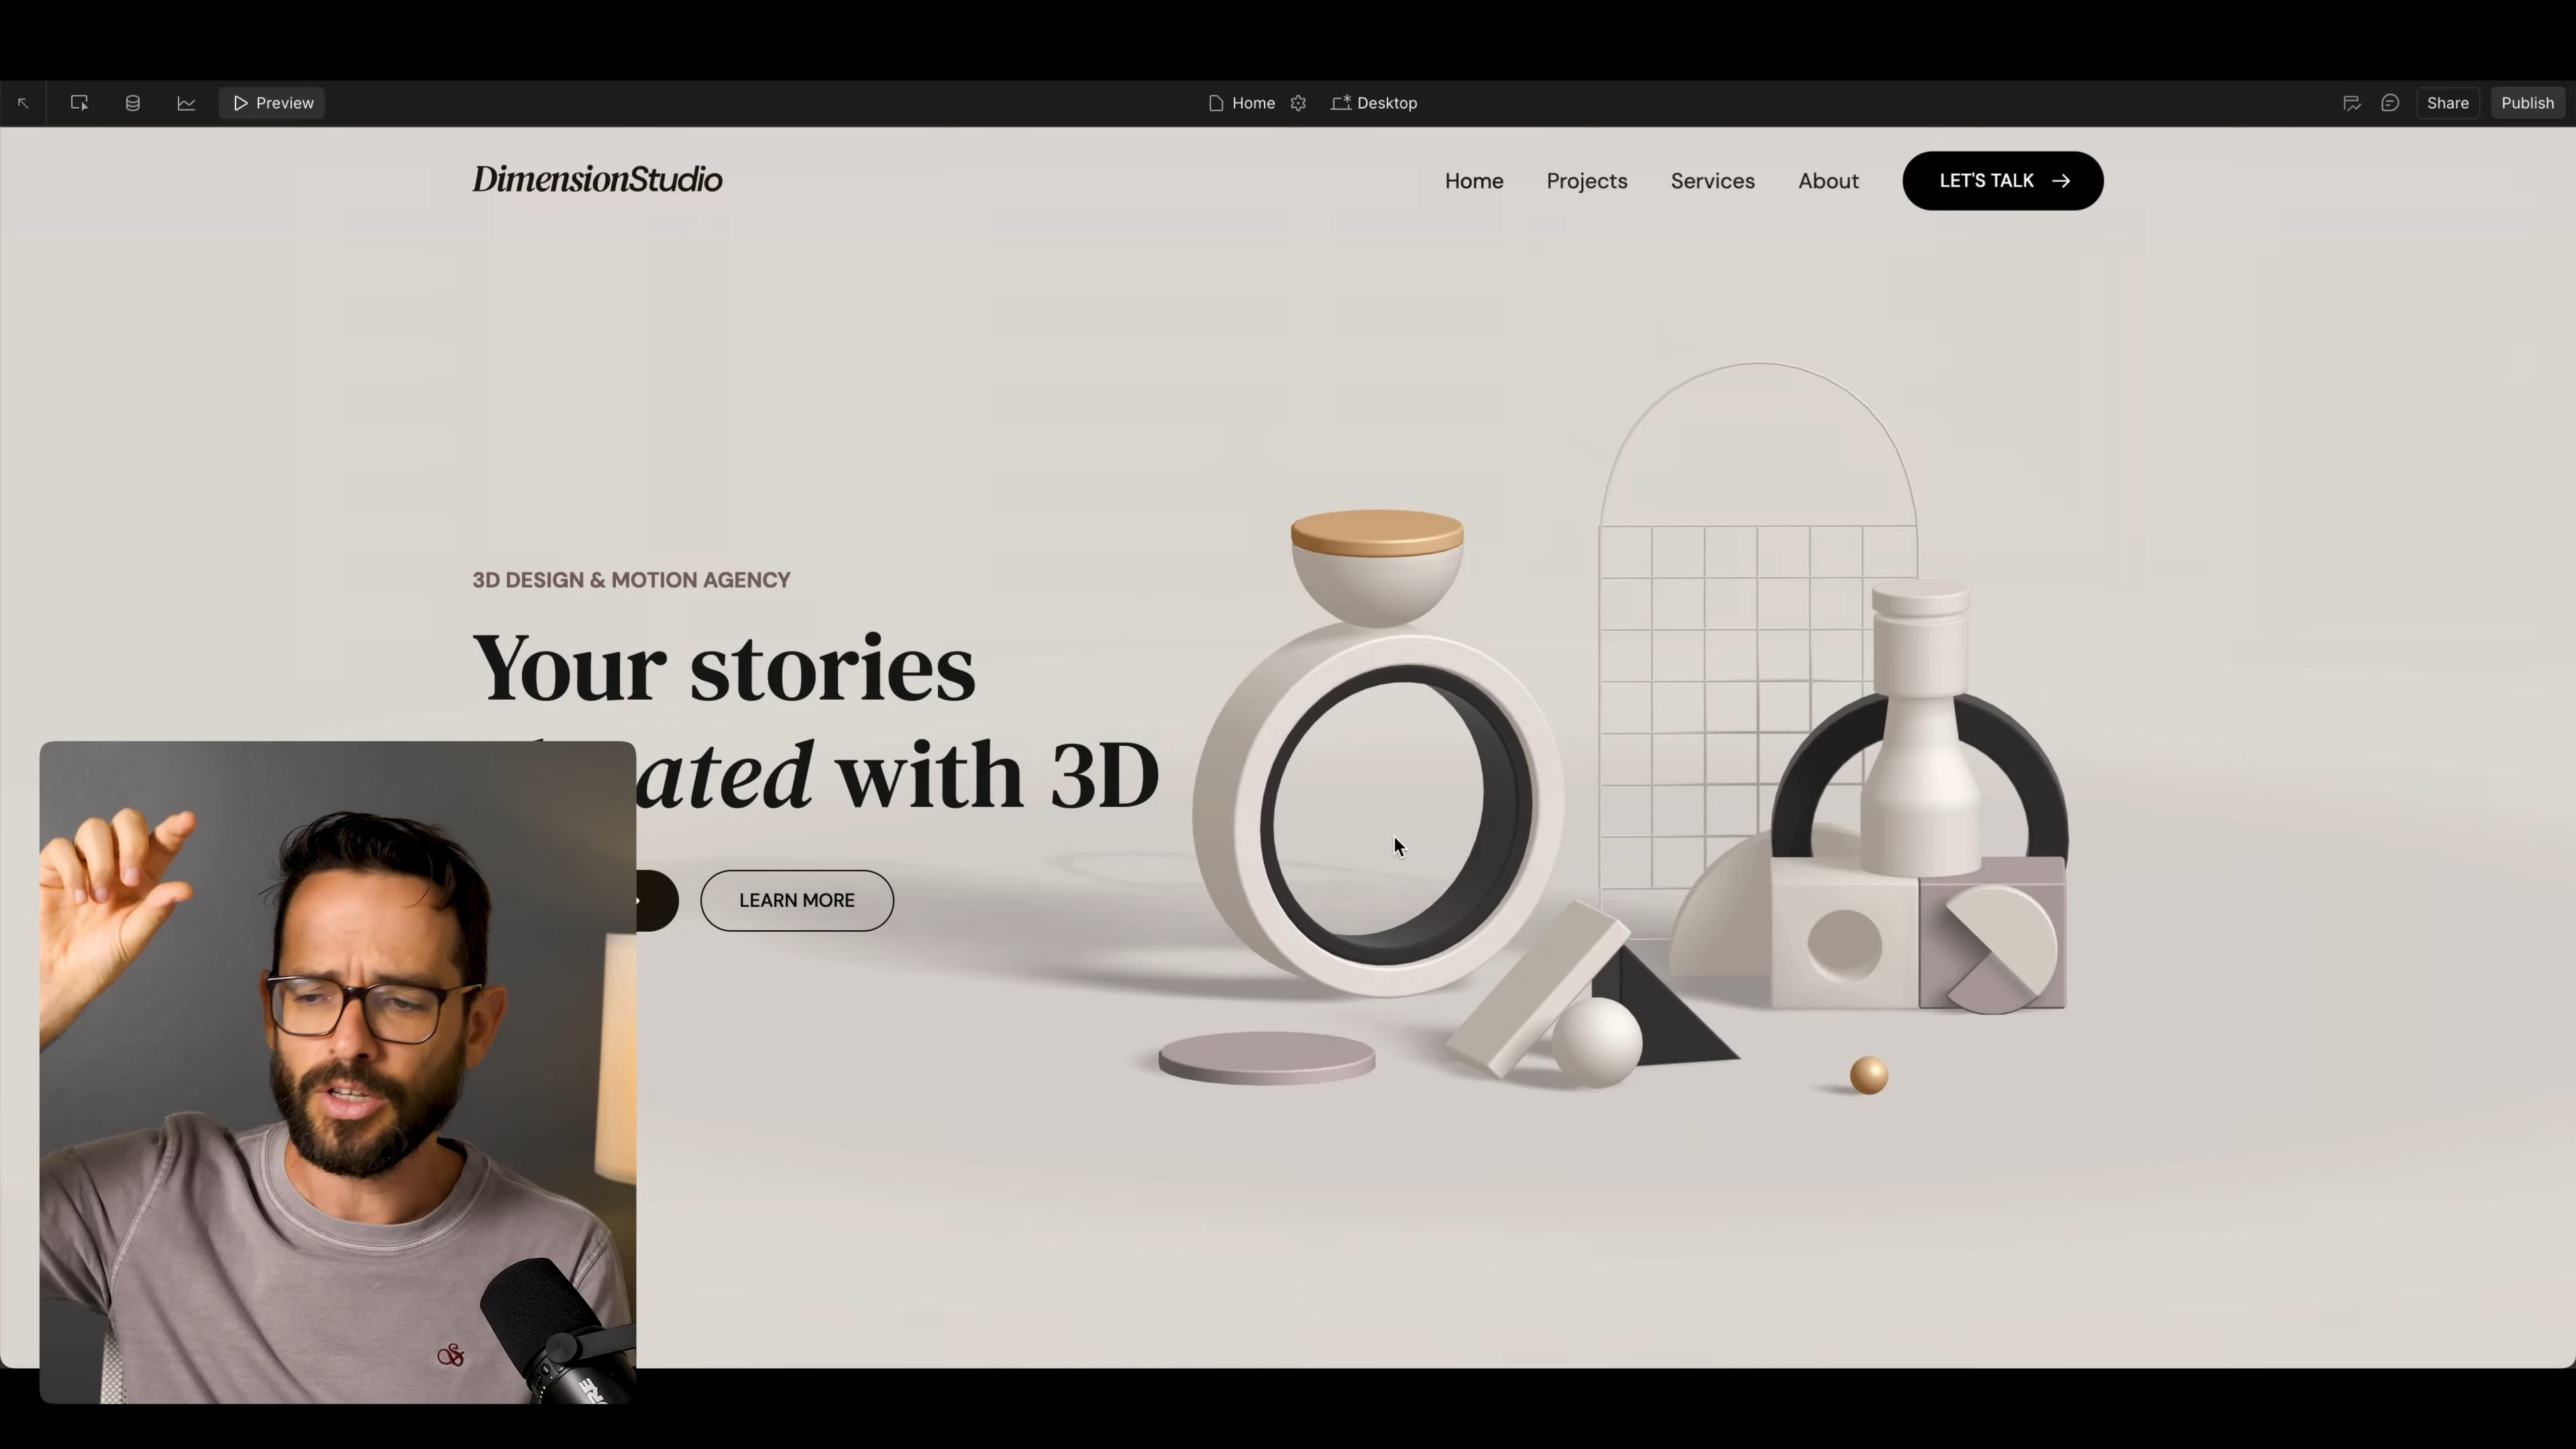 Preview
Home
Desktop
Share
Publish
DimensionStudio
Home
Projects
Services
About
LET'S TALK
3D DESIGN & MOTION AGENCY
Your stories
ated with 3D
LEARN MORE